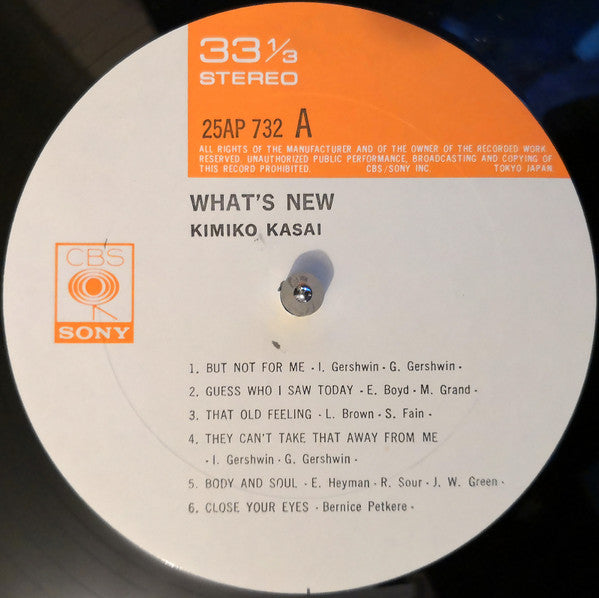 33 1/3
STEREO
25AP 732 A
ALL RIGHTS OF THE MANUFACTURER AND OF THE OWNER OF THE RECORDED WORK
RESERVED. UNAUTHORIZED PUBLIC PERFORMANCE, BROADCASTING AND COPYING OF
THIS RECORD PROHIBITED. CBS/SONY INC. TOKYO JAPAN
WHAT'S NEW
KIMIKO KASAI
CBS
SONY
1. BUT NOT FOR ME · I. Gershwin · G. Gershwin ·
2. GUESS WHO I SAW TODAY · E. Boyd · M. Grand ·
3. THAT OLD FEELING · L. Brown · S. Fain ·
4. THEY CAN'T TAKE THAT AWAY FROM ME
· I. Gershwin · G. Gershwin ·
5. BODY AND SOUL · E. Heyman · R. Sour · J. W. Green ·
6. CLOSE YOUR EYES · Bernice Petkere ·